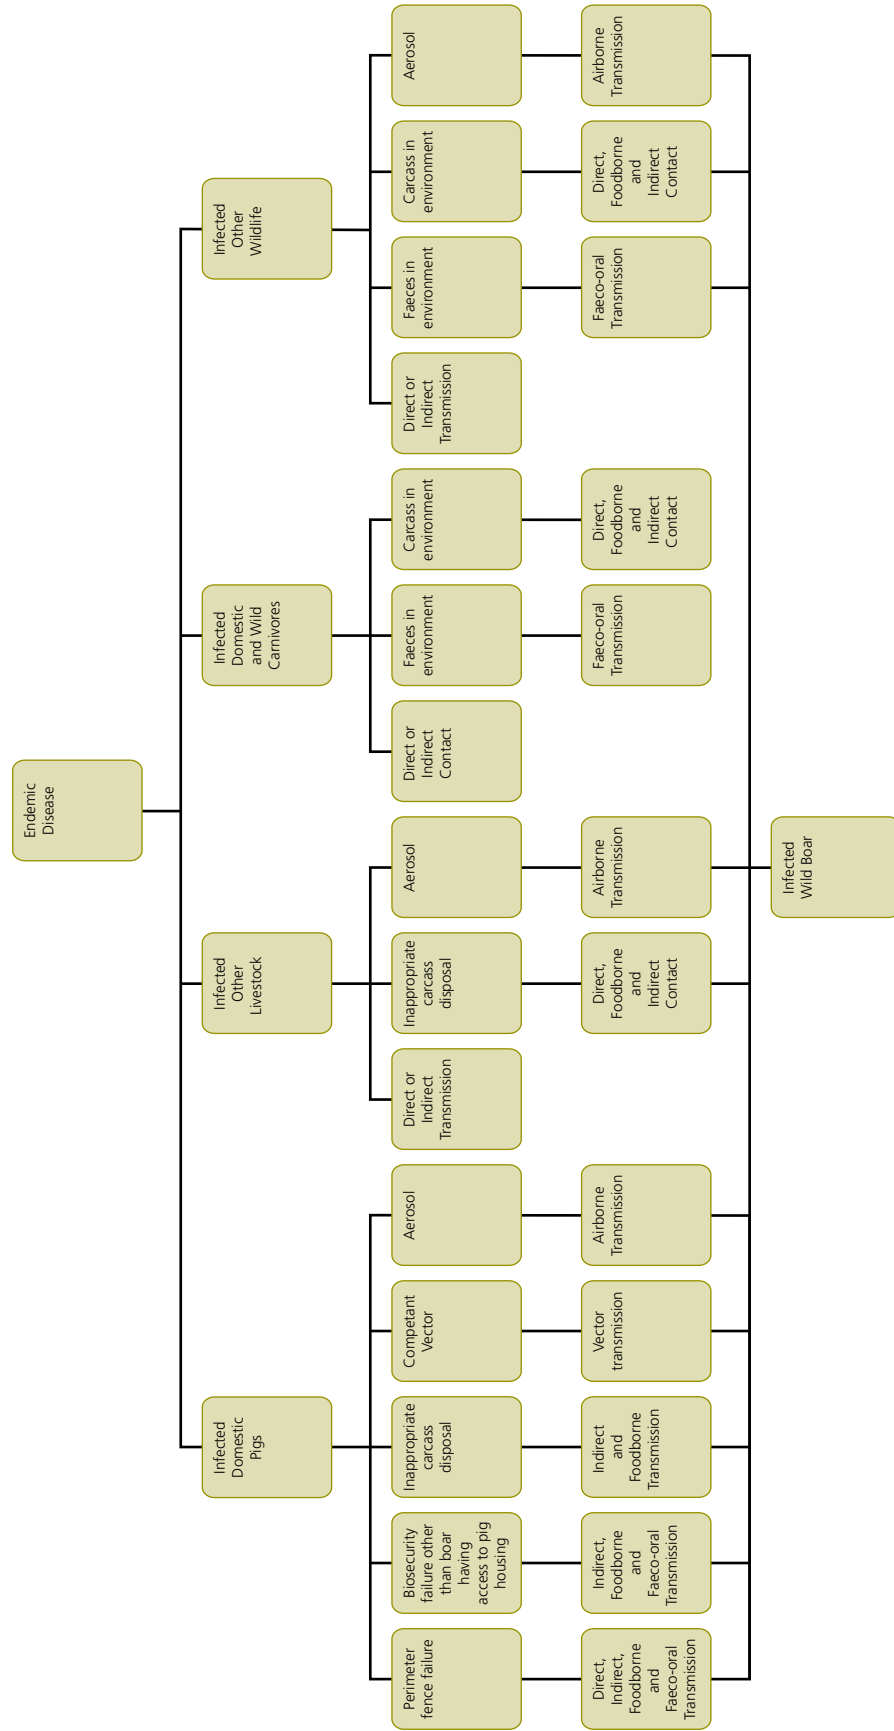 Endemic
Disease
Infected
Domestic
Pigs
Infected
Other
Livestock
Infected
Domestic
and Wild
Carnivores
Infected
Other
Wildlife
Perimeter
fence failure
Biosecurity
failure other
than boar
having
access to pig
housing
Inappropriate
carcass
disposal
Competant
Vector
Aerosol
Direct or
Indirect
Transmission
Inappropriate
carcass
disposal
Aerosol
Direct or
Indirect
Contact
Faeces in
environment
Carcass in
environment
Direct or
Indirect
Transmission
Faeces in
environment
Carcass in
environment
Aerosol
Direct,
Indirect,
Foodborne
and
Faeco-oral
Transmission
Indirect,
Foodborne
and
Faeco-oral
Transmission
Indirect
and
Foodborne
Transmission
Vector
transmission
Airborne
Transmission
Direct,
Foodborne
and
Indirect
Contact
Airborne
Transmission
Faeco-oral
Transmission
Direct,
Foodborne
and
Indirect
Contact
Faeco-oral
Transmission
Direct,
Foodborne
and
Indirect
Contact
Airborne
Transmission
Infected
Wild Boar